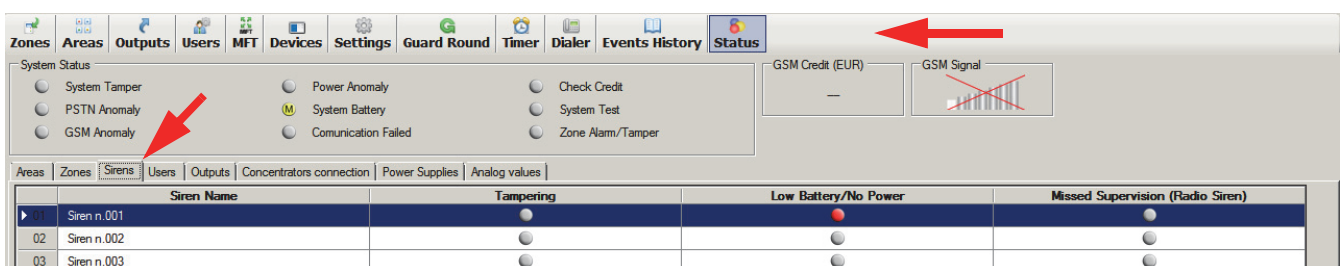 Zones Areas Outputs Users MFT Devices Settings Guard Round Timer Dialer Events History Status
System Status GSM Credit (EUR) GSM Signal
System Tamper Power Anomaly Check Credit
---
PSTN Anomaly M System Battery System Test
GSM Anomaly Comunication Failed Zone Alarm/Tamper
Areas Zones Sirens Users Outputs Concentrators connection Power Supplies Analog values
Siren Name Tampering Low Battery/No Power Missed Supervision (Radio Siren)
01 Siren n.001
02 Siren n.002
03 Siren n.003